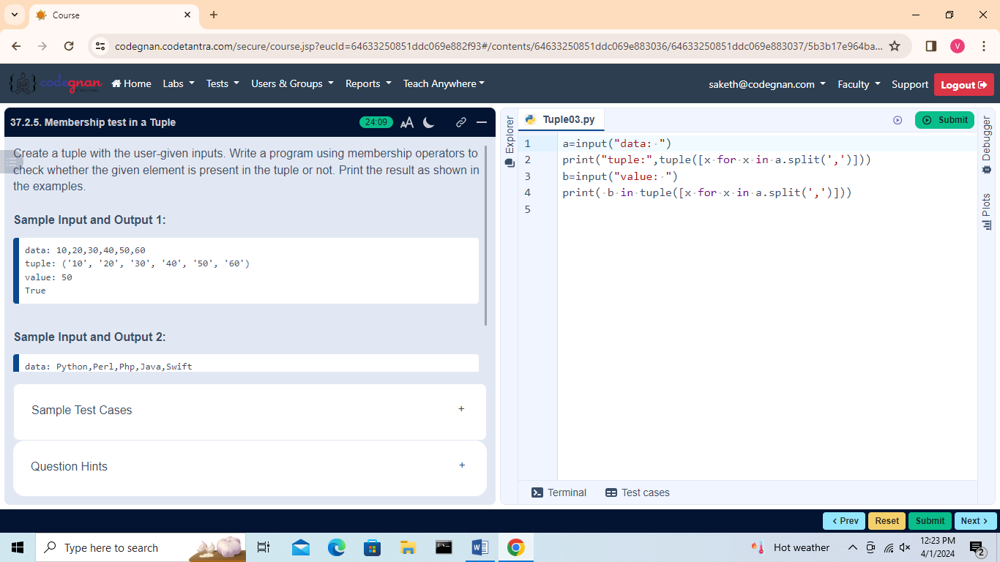 Course
codegnan.codetantra.com/secure/course.jsp?eucId=64633250851ddc069e882f93#/contents/64633250851ddc069e883036/64633250851ddc069e883037/5b3b17e964ba...
V
codegnan
Home
Labs
Tests
Users & Groups
Reports
Teach Anywhere
saketh@codegnan.com
Faculty
Support
Logout
37.2.5. Membership test in a Tuple
24:09
AA
Create a tuple with the user-given inputs. Write a program using membership operators to
check whether the given element is present in the tuple or not. Print the result as shown in
the examples.
Sample Input and Output 1:
data: 10,20,30,40,50,60
tuple: ('10', '20', '30', '40', '50', '60')
value: 50
True
Sample Input and Output 2:
data: Python,Perl,Php,Java,Swift
Sample Test Cases +
Question Hints +
Explorer
Tuple03.py
Submit
1 a=input("data: ")
2 print("tuple:",tuple([x for x in a.split(',')]))
3 b=input("value: ")
4 print( b in tuple([x for x in a.split(',')]))
5
Debugger
Plots
Terminal
Test cases
< Prev
Reset
Submit
Next >
Type here to search
Hot weather
12:23 PM
4/1/2024
2